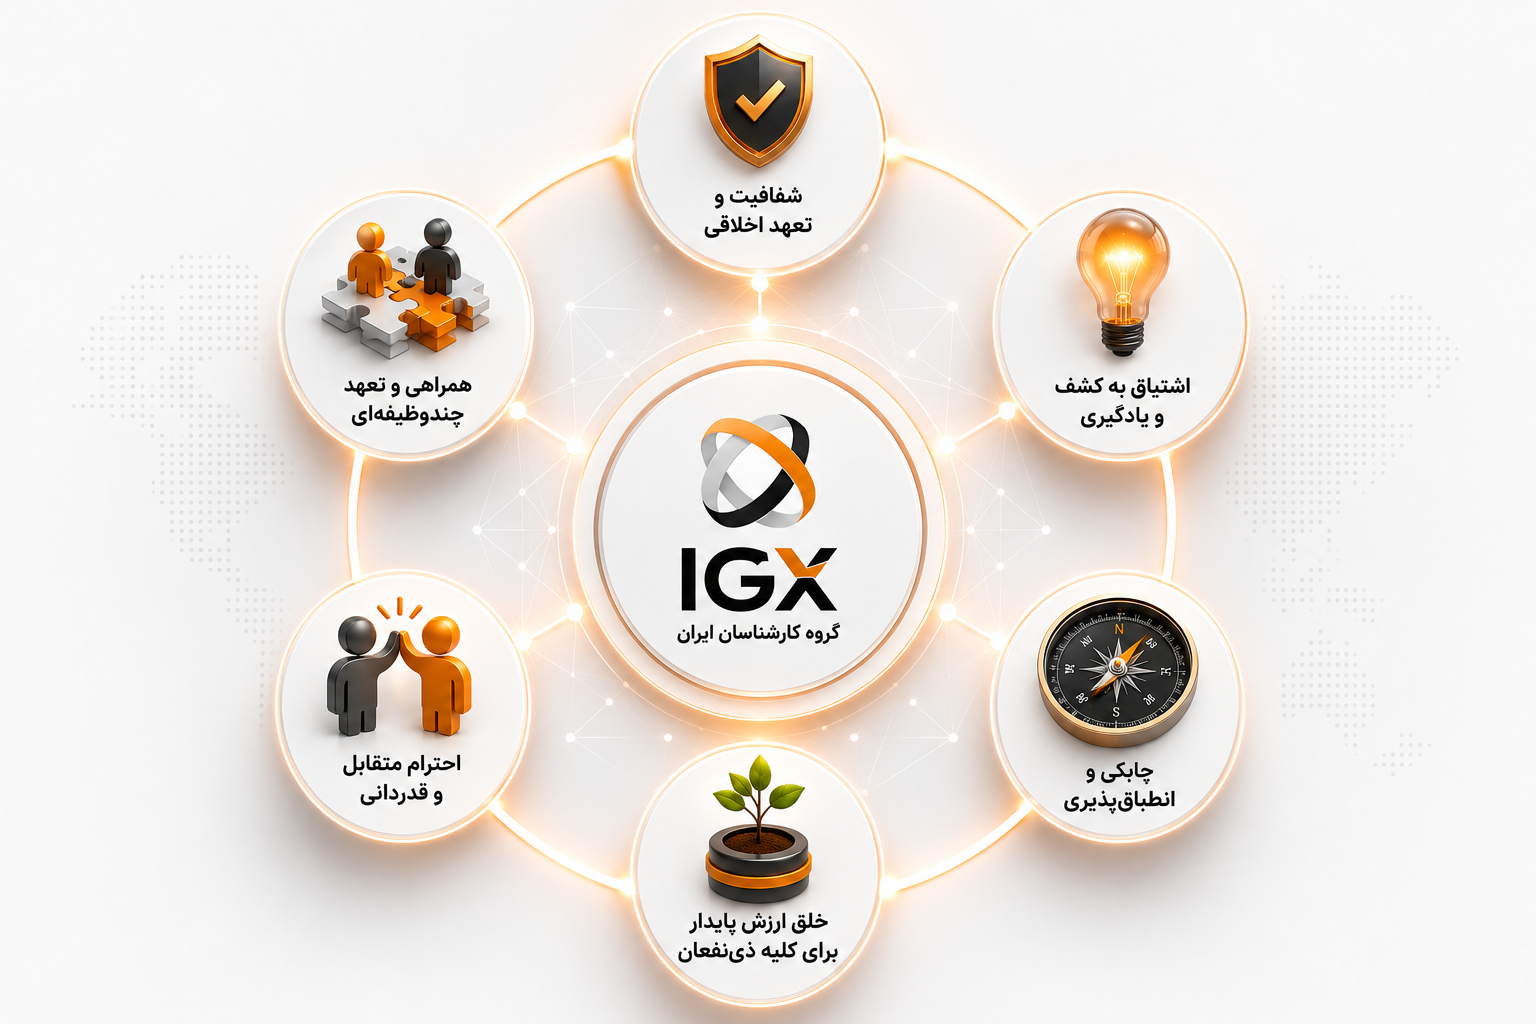 شفافیت و
تعهد اخلاقی
اشتیاق به کشف
و یادگیری
همراهی و تعهد
چندوظیفه‌ای
IGX
گروه کارشناسان ایران
چابکی و
انطباق‌پذیری
احترام متقابل
و قدردانی
خلق ارزش پایدار
برای کلیه ذی‌نفعان
N
S